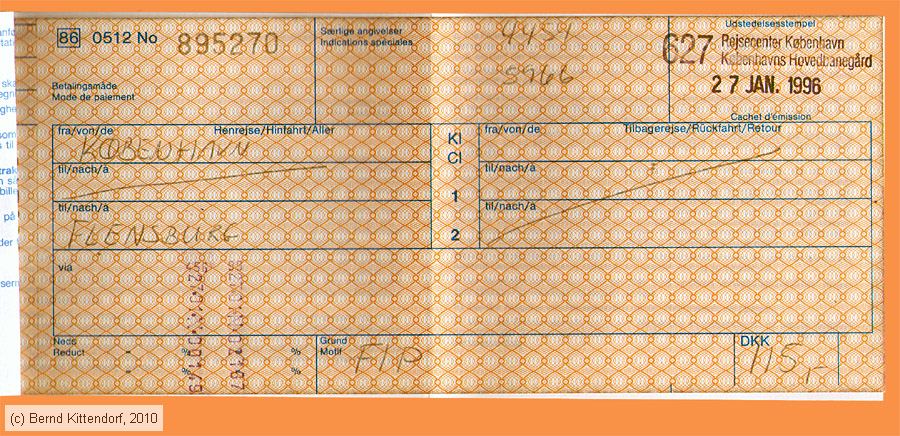 86 0512 No 895270
Særlige angivelser
Indications spéciales
4454
5966
Udstedelsesstempel
627 Rejsecenter København
Københavns Hovedbanegård
27 JAN. 1996
Cachet d'émission
Betalingsmåde
Mode de paiement
fra/von/de Henrejse/Hinfahrt/Aller
KØBENHAVN
til/nach/à
til/nach/à
FLENSBURG
Kl
Cl
1
2
fra/von/de Tilbagerejse/Rückfahrt/Retour
til/nach/à
til/nach/à
via
Neds
Reduct
- % %
- % %
Grund
Motif
FIP
DKK
115,-
(c) Bernd Kittendorf, 2010